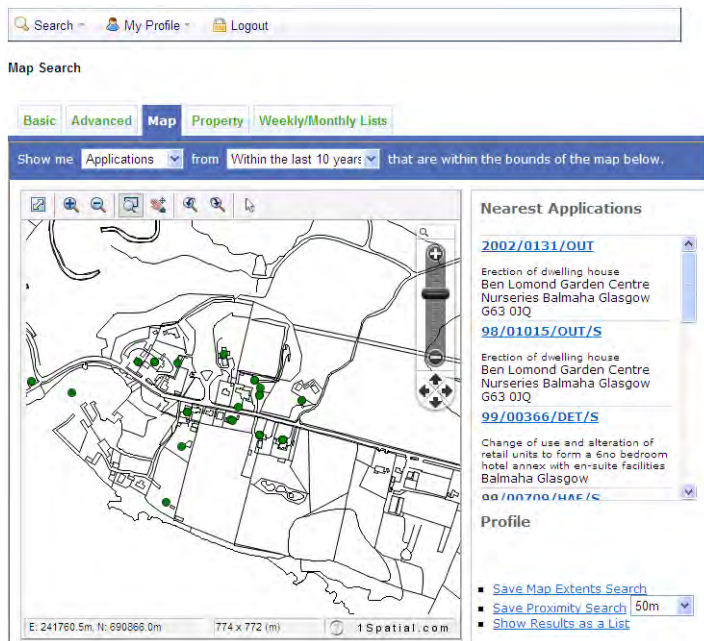 Search My Profile Logout
Map Search
Basic Advanced Map Property Weekly/Monthly Lists
Show me Applications from Within the last 10 years that are within the bounds of the map below.
Nearest Applications
2002/0131/OUT
Erection of dwelling house
Ben Lomond Garden Centre
Nurseries Balmaha Glasgow
G63 0JQ
98/01015/OUT/S
Erection of dwelling house
Ben Lomond Garden Centre
Nurseries Balmaha Glasgow
G63 0JQ
99/00366/DET/S
Change of use and alteration of
retail units to form a 6no bedroom
hotel annex with en-suite facilities
Balmaha Glasgow
99/00709/HAE/S
Profile
Save Map Extents Search
Save Proximity Search 50m
Show Results as a List
E: 241760.5m, N: 690866.0m 774 x 772 (m) 1Spatial.com